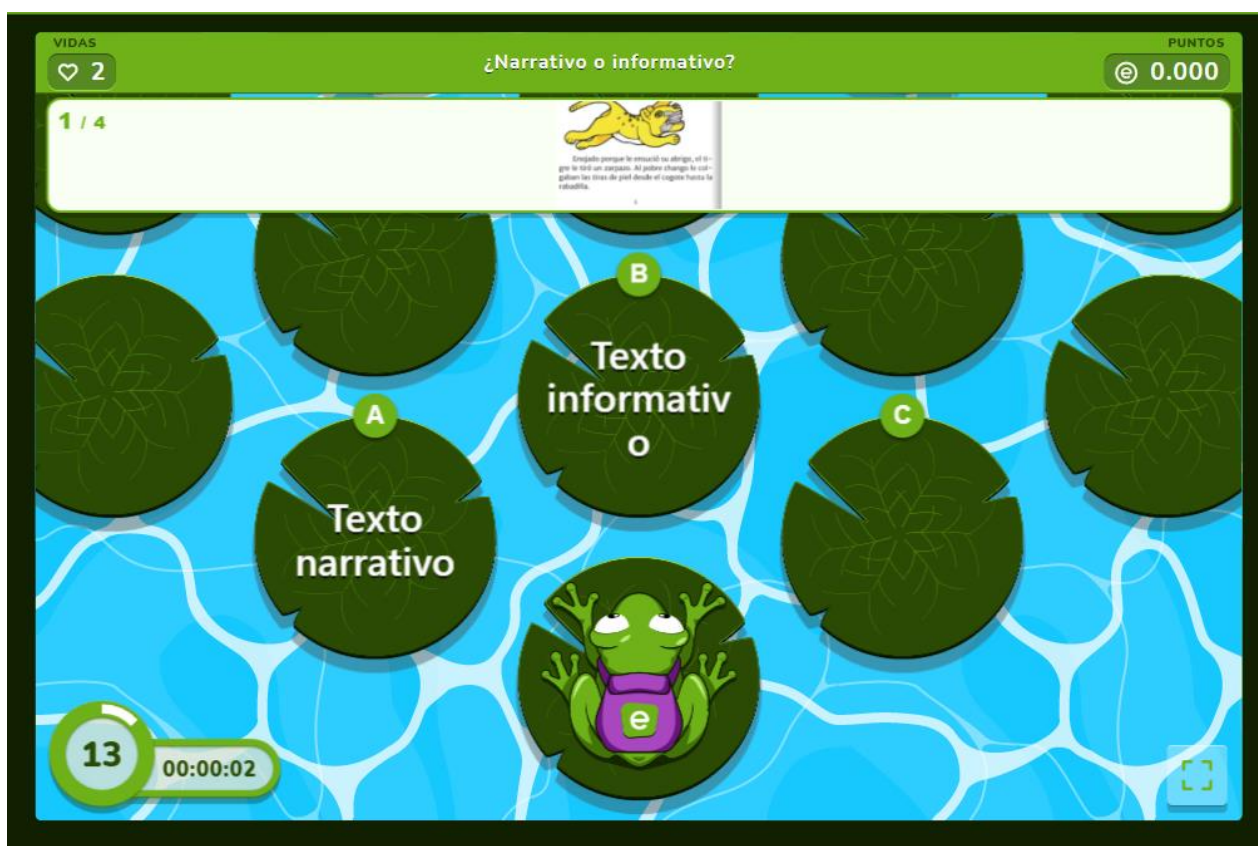 VIDAS
2
¿Narrativo o informativo?
PUNTOS
e 0.000
1 / 4
Enojado porque le ensució su abrigo, el ti-
gre le tiró un zarpazo. Al pobre chango le col-
gaban las tiras de piel desde el cogote hasta la
rabadilla.
B
Texto
informativ
o
A
Texto
narrativo
C
e
13
00:00:02